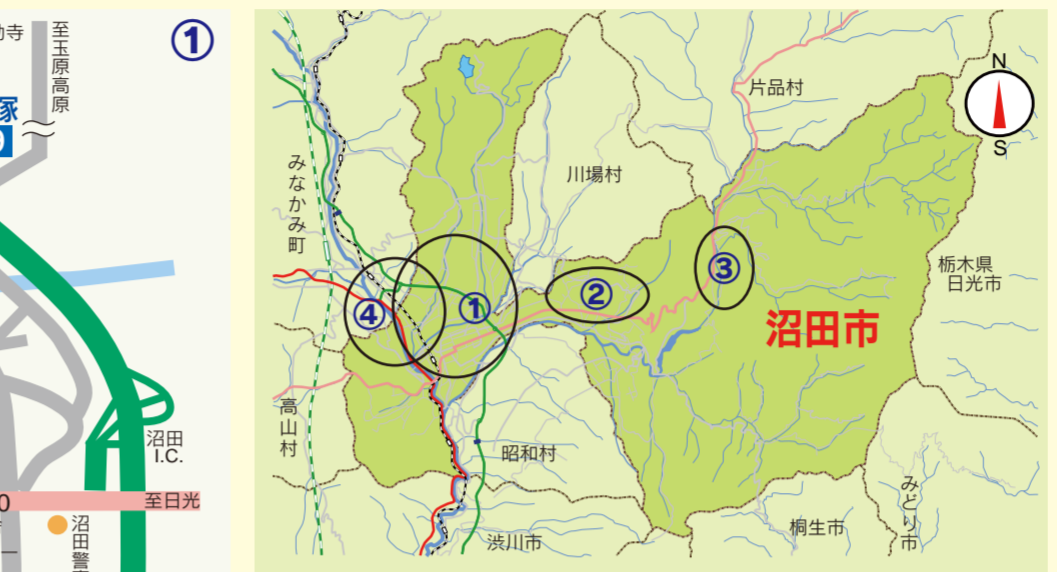 至玉原高原
①
塚
沼田
I.C.
至日光
沼田警
N
S
片品村
みなかみ町
川場村
栃木県
日光市
③
②
①
④
沼田市
高山村
昭和村
みどり市
桐生市
渋川市